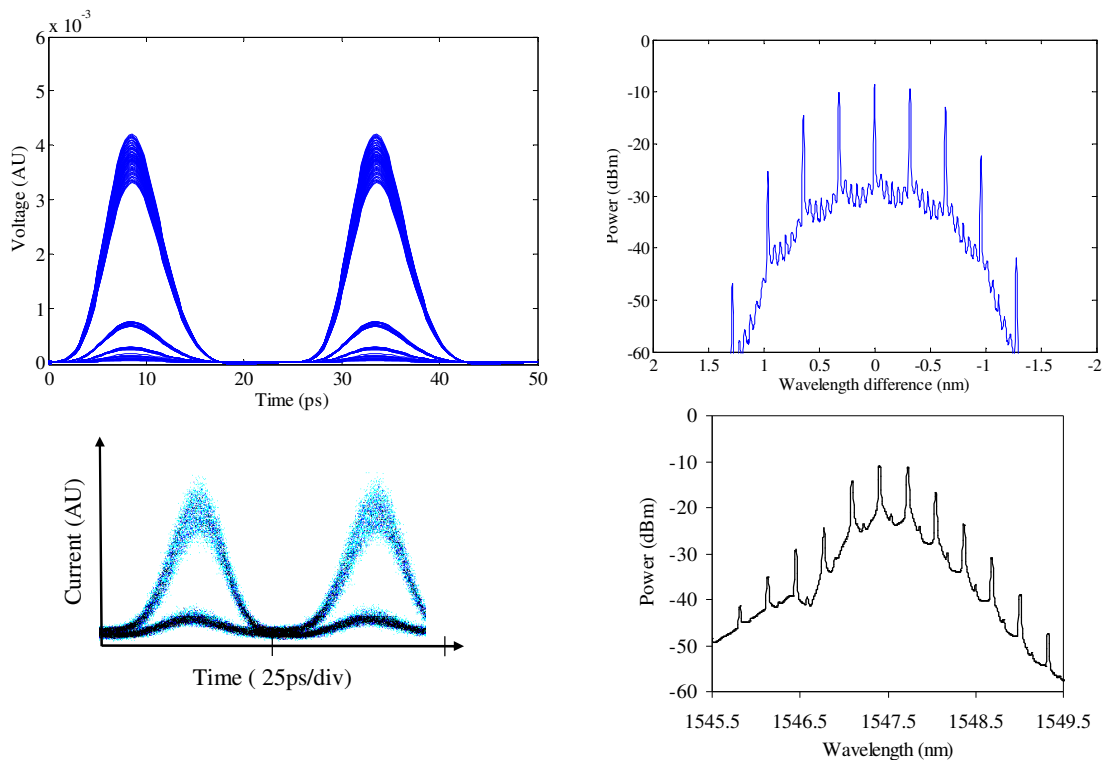 x 10-3
6
5
4
3
2
1
0
Voltage (AU)
0 10 20 30 40 50
Time (ps)
0
-10
-20
-30
-40
-50
-60
Power (dBm)
2 1.5 1 0.5 0 -0.5 -1 -1.5 -2
Wavelength difference (nm)
Current (AU)
Time ( 25ps/div)
0
-10
-20
-30
-40
-50
-60
Power (dBm)
1545.5 1546.5 1547.5 1548.5 1549.5
Wavelength (nm)